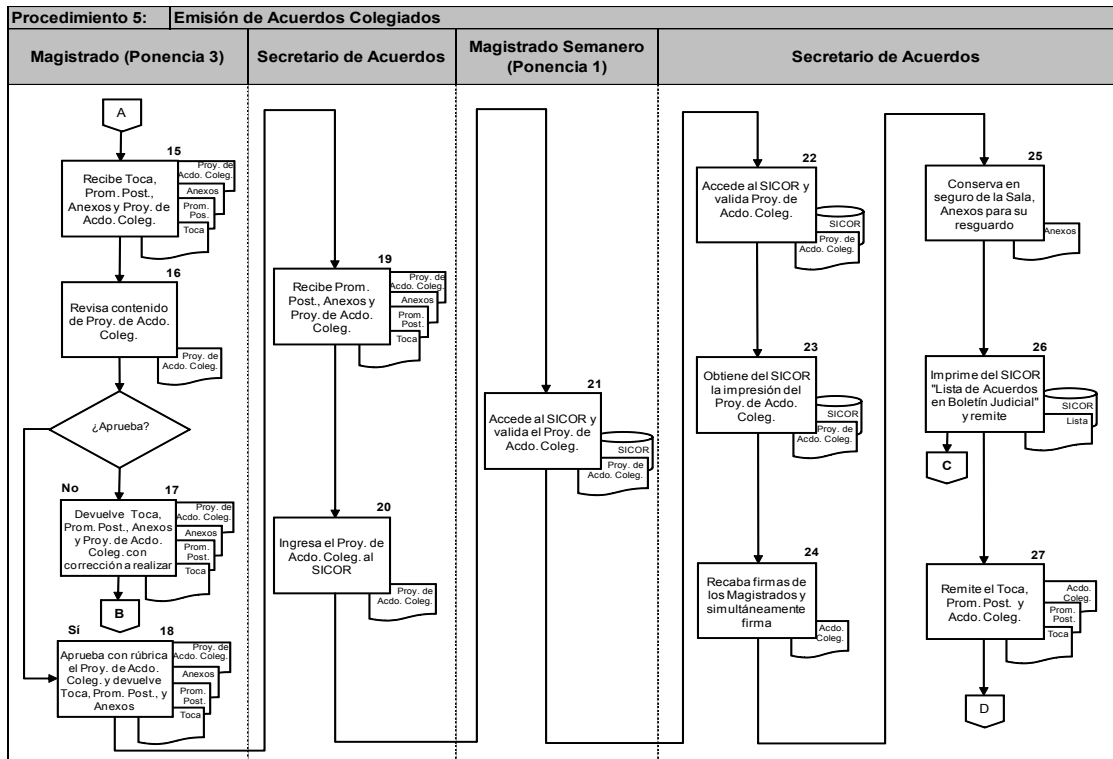 Procedimiento 5: Emisión de Acuerdos Colegiados
Magistrado (Ponencia 3)
Secretario de Acuerdos
Magistrado Semanero
(Ponencia 1)
Secretario de Acuerdos
A
15
Recibe Toca,
Prom. Post.,
Anexos y Proy. de
Acdo. Coleg.
Proy. de
Acdo. Coleg.
Anexos
Prom.
Pos.
Toca
16
Revisa contenido
de Proy. de Acdo.
Coleg.
Proy. de
Acdo. Coleg.
¿Aprueba?
No
17
Devuelve Toca,
Prom. Post., Anexos
y Proy. de Acdo.
Coleg. con
corrección a realizar
Proy. de
Acdo. Coleg.
Anexos
Prom.
Post.
Toca
B
Sí
18
Aprueba con rúbrica
el Proy. de Acdo.
Coleg. y devuelve
Toca, Prom. Post., y
Anexos
Proy. de
Acdo. Coleg.
Anexos
Prom.
Post.
Toca
19
Recibe Prom.
Post., Anexos y
Proy. de Acdo.
Coleg.
Proy. de
Acdo. Coleg.
Anexos
Prom.
Post.
Toca
20
Ingresa el Proy. de
Acdo. Coleg. al
SICOR
Proy. de
Acdo. Coleg.
21
Accede al SICOR y
valida el Proy. de
Acdo. Coleg.
SICOR
Proy. de
Acdo. Coleg.
22
Accede al SICOR y
valida Proy. de
Acdo. Coleg.
SICOR
Proy. de
Acdo. Coleg.
23
Obtiene del SICOR
la impresión del
Proy. de Acdo.
Coleg.
SICOR
Proy. de
Acdo. Coleg.
24
Recaba firmas de
los Magistrados y
simultáneamente
firma
Acdo.
Coleg.
25
Conserva en
seguro de la Sala,
Anexos para su
resguardo
Anexos
26
Imprime del SICOR
"Lista de Acuerdos
en Boletín Judicial"
y remite
SICOR
Lista
C
27
Remite el Toca,
Prom. Post. y
Acdo. Coleg.
Acdo.
Coleg.
Prom.
Post.
Toca
D